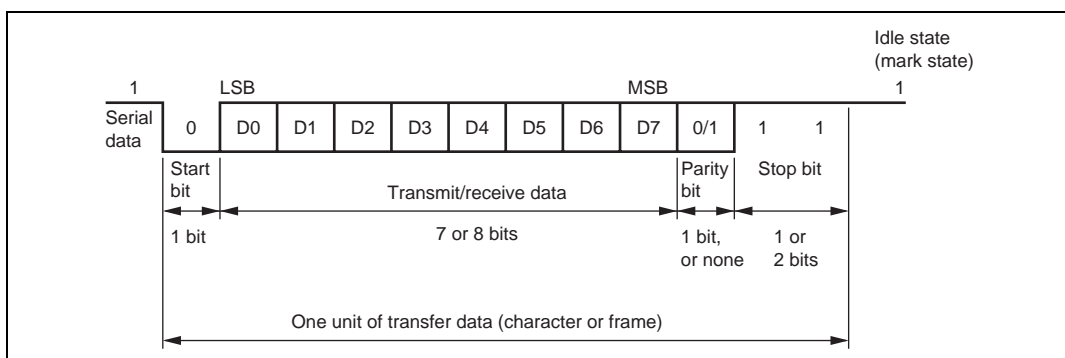 Idle state
(mark state)
1 LSB MSB 1
Serial
data
0 D0 D1 D2 D3 D4 D5 D6 D7 0/1 1 1
Start
bit
Transmit/receive data
Parity
bit
Stop bit
1 bit
7 or 8 bits
1 bit,
or none
1 or
2 bits
One unit of transfer data (character or frame)